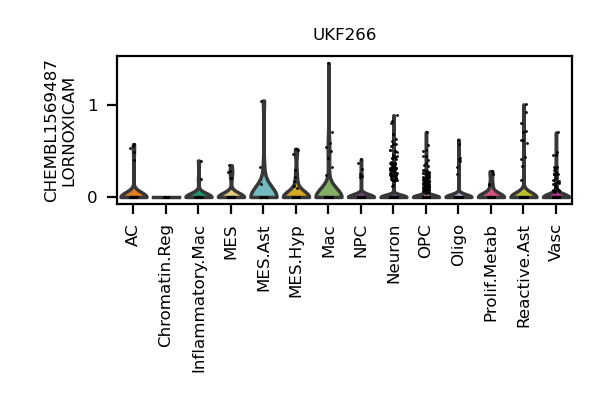 UKF266
CHEMBL1569487
LORNOXICAM
1
0
AC
Chromatin.Reg
Inflammatory.Mac
MES
MES.Ast
MES.Hyp
Mac
NPC
Neuron
OPC
Oligo
Prolif.Metab
Reactive.Ast
Vasc